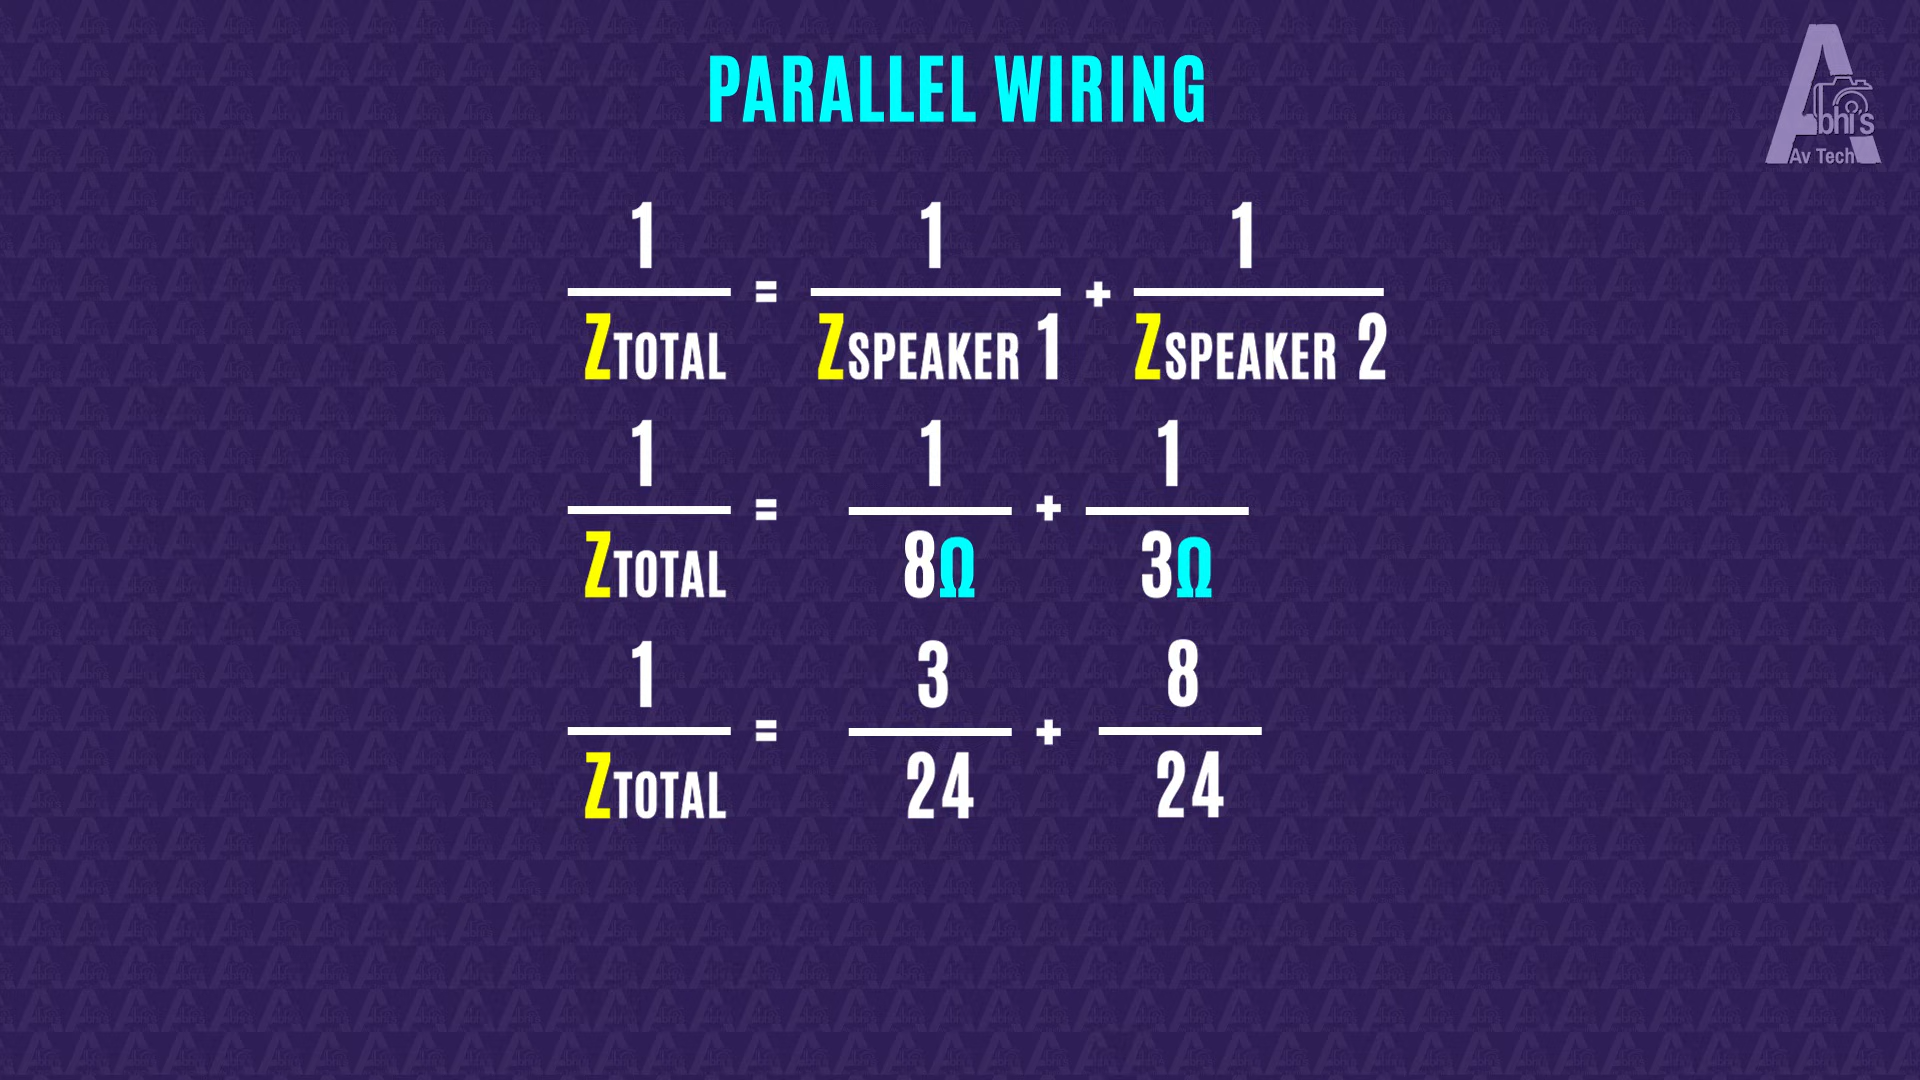 PARALLEL WIRING
Abhi's
Av Tech
1 1 1
= +
ZTOTAL ZSPEAKER 1 ZSPEAKER 2
1 1 1
= +
ZTOTAL 8Ω 3Ω
1 3 8
= +
ZTOTAL 24 24